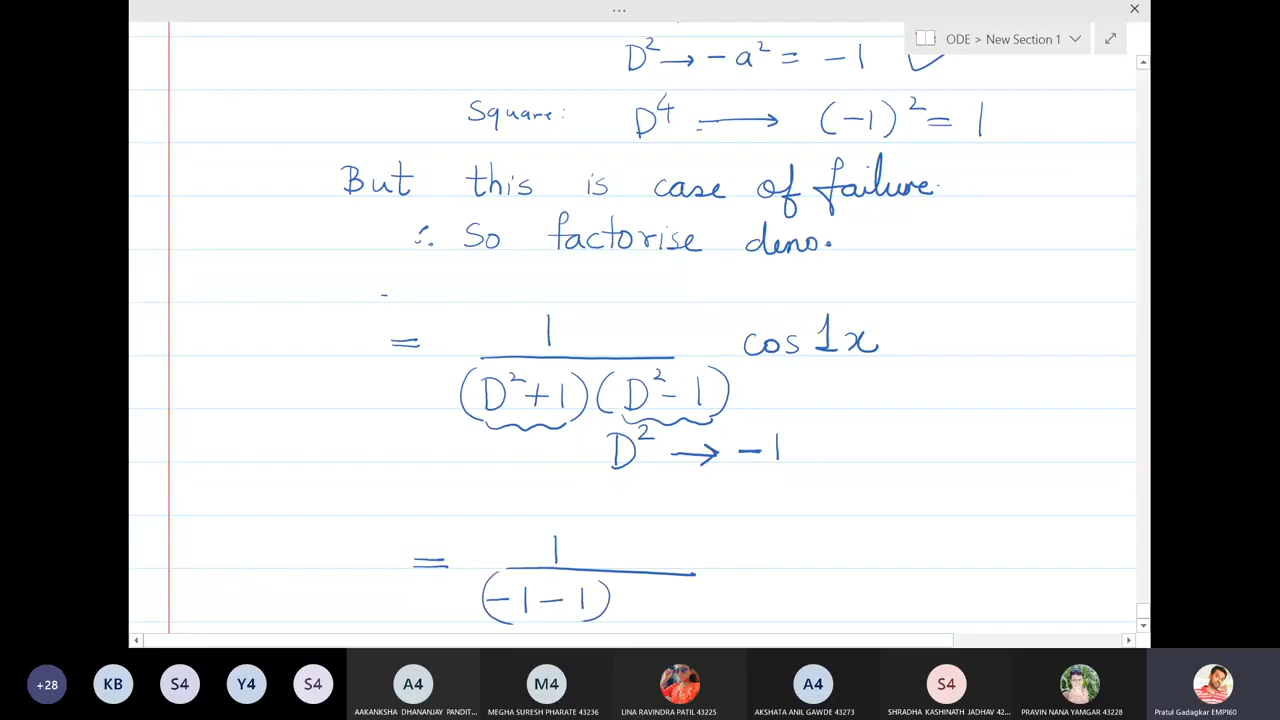 ODE > New Section 1
D² → -a² = -1 ✓
Square: D⁴ → (-1)² = 1
But this is case of failure.
∴ So factorise deno.
= 1 / (D²+1)(D²-1) cos 1x
D² → -1
= 1 / (-1-1)
+28 KB S4 Y4 S4 A4 M4 A4 S4
AAKANKSHA DHANANJAY PANDIT... MEGHA SURESH PHARATE 43236 LINA RAVINDRA PATIL 43225 AKSHATA ANIL GAWDE 43273 SHRADHA KASHINATH JADHAV 42... PRAVIN NANA YAMGAR 43228 Pratul Gadagkar EMP160